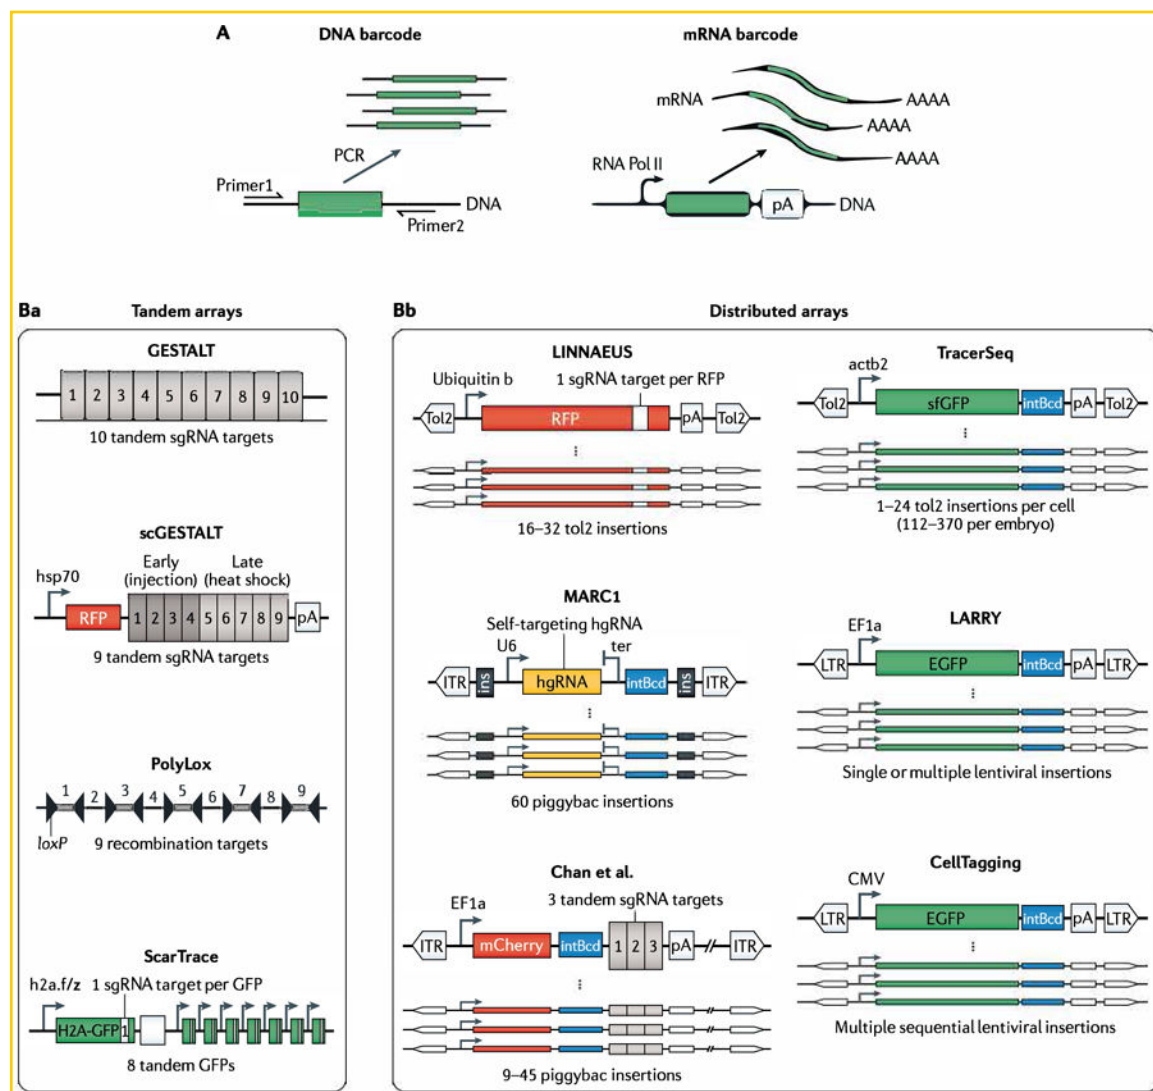 A
DNA barcode
mRNA barcode
mRNA
AAAA
AAAA
AAAA
PCR
RNA Pol II
Primer1
DNA
Primer2
pA
DNA
Ba
Tandem arrays
GESTALT
1 2 3 4 5 6 7 8 9 10
10 tandem sgRNA targets
scGESTALT
Early
(injection)
Late
(heat shock)
hsp70
RFP
1 2 3 4 5 6 7 8 9
pA
9 tandem sgRNA targets
PolyLox
1 2 3 4 5 6 7 8 9
loxP
9 recombination targets
ScarTrace
h2a.f/z
1 sgRNA target per GFP
H2A-GFP 1
8 tandem GFPs
Bb
Distributed arrays
LINNAEUS
Ubiquitin b
1 sgRNA target per RFP
Tol2 RFP pA Tol2
16–32 tol2 insertions
TracerSeq
actb2
Tol2 sfGFP intBcd pA Tol2
1–24 tol2 insertions per cell
(112–370 per embryo)
MARC1
Self-targeting hgRNA
U6
ter
ITR ins hgRNA intBcd ins ITR
60 piggybac insertions
LARRY
EF1a
LTR EGFP intBcd pA LTR
Single or multiple lentiviral insertions
Chan et al.
EF1a
3 tandem sgRNA targets
ITR mCherry intBcd 1 2 3 pA ITR
9–45 piggybac insertions
CellTagging
CMV
LTR EGFP intBcd pA LTR
Multiple sequential lentiviral insertions